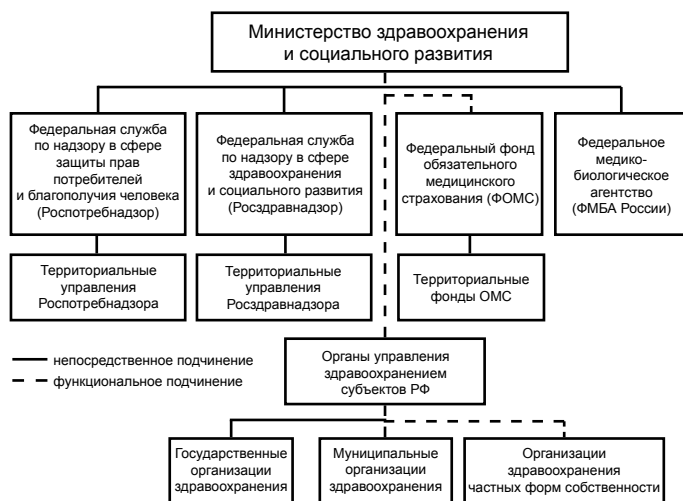 Министерство здравоохранения
и социального развития
Федеральная служба
по надзору в сфере
защиты прав
потребителей
и благополучия человека
(Роспотребнадзор)
Федеральная служба
по надзору в сфере
здравоохранения
и социального развития
(Росздравнадзор)
Федеральный фонд
обязательного
медицинского
страхования (ФОМС)
Федеральное
медико-
биологическое
агентство
(ФМБА России)
Территориальные
управления
Роспотребнадзора
Территориальные
управления
Росздравнадзора
Территориальные
фонды ОМС
непосредственное подчинение
функциональное подчинение
Органы управления
здравоохранением
субъектов РФ
Государственные
организации
здравоохранения
Муниципальные
организации
здравоохранения
Организации
здравоохранения
частных форм собственности